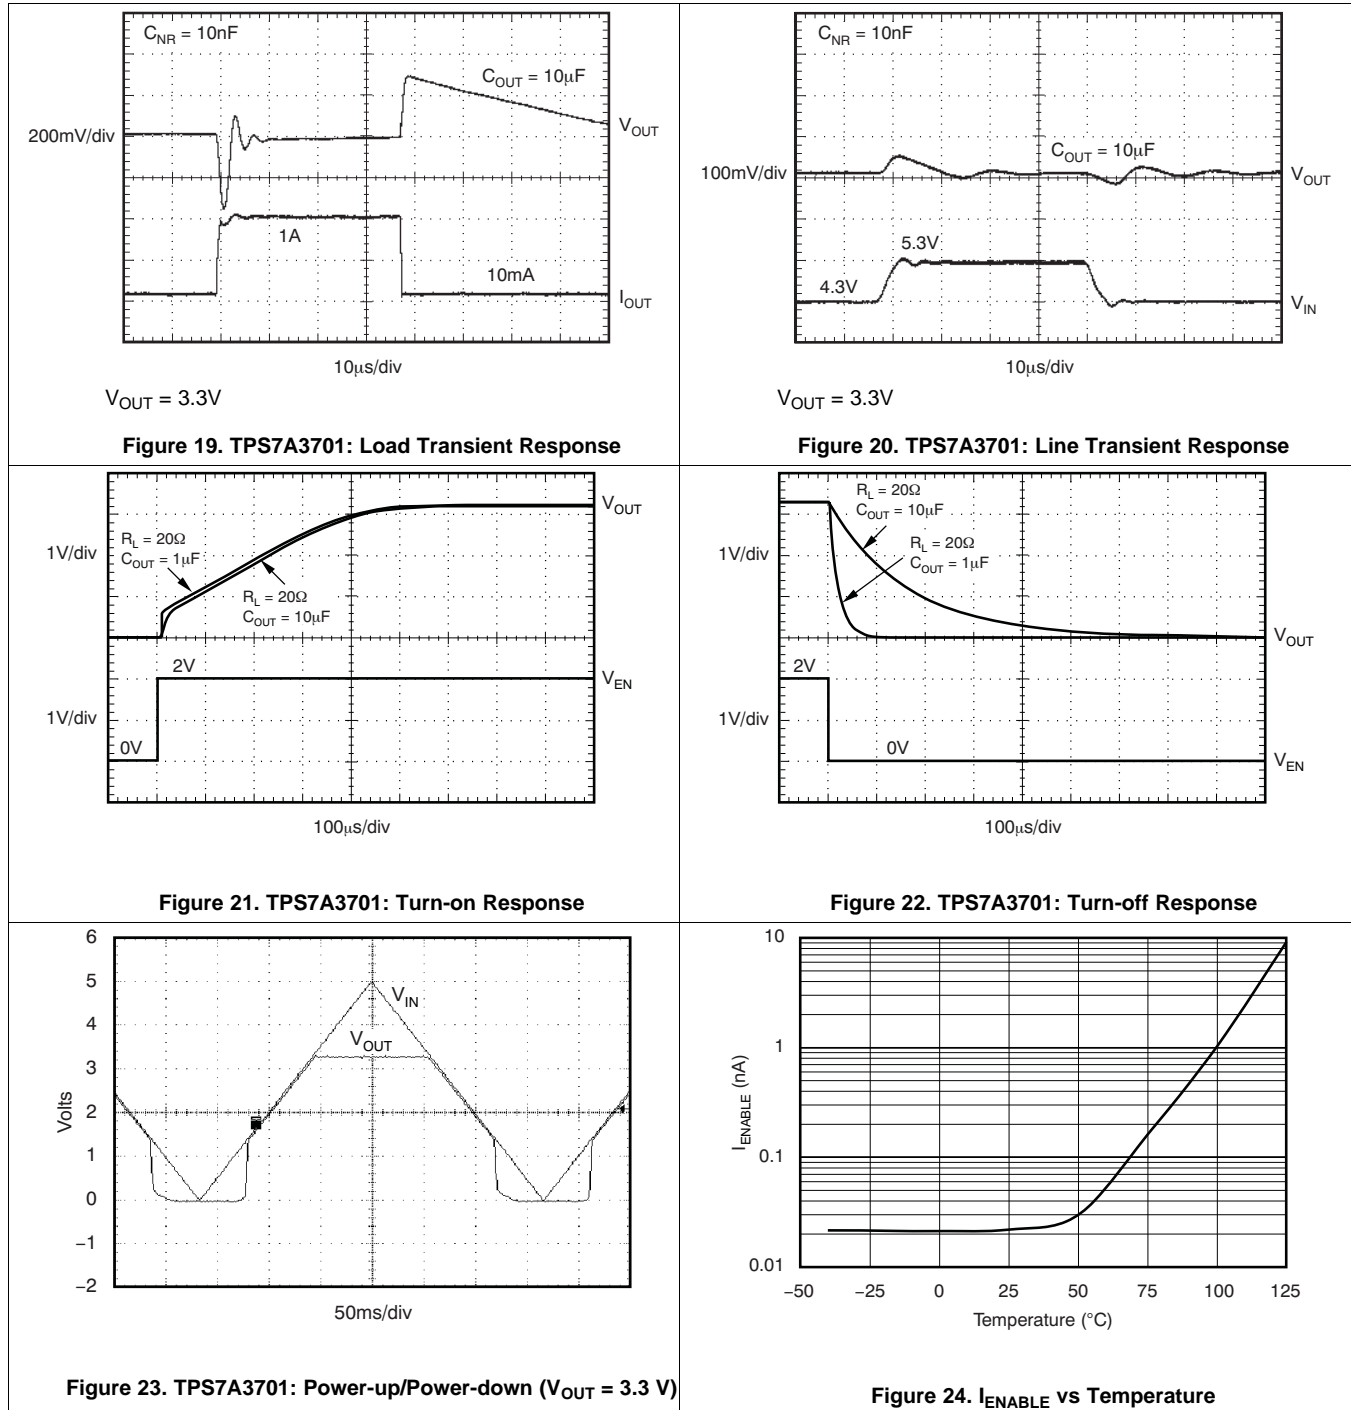 C_NR = 10nF
C_OUT = 10μF
200mV/div
V_OUT
1A
10mA
I_OUT
10μs/div
V_OUT = 3.3V
Figure 19. TPS7A3701: Load Transient Response
C_NR = 10nF
C_OUT = 10μF
100mV/div
V_OUT
5.3V
4.3V
V_IN
10μs/div
V_OUT = 3.3V
Figure 20. TPS7A3701: Line Transient Response
V_OUT
1V/div
R_L = 20Ω
C_OUT = 1μF
R_L = 20Ω
C_OUT = 10μF
2V
V_EN
1V/div
0V
100μs/div
Figure 21. TPS7A3701: Turn-on Response
R_L = 20Ω
C_OUT = 10μF
1V/div
R_L = 20Ω
C_OUT = 1μF
V_OUT
2V
1V/div
0V
V_EN
100μs/div
Figure 22. TPS7A3701: Turn-off Response
6
5
4
3
2
1
0
−1
−2
Volts
V_IN
V_OUT
50ms/div
Figure 23. TPS7A3701: Power-up/Power-down (V_OUT = 3.3 V)
10
1
0.1
0.01
I_ENABLE (nA)
−50 −25 0 25 50 75 100 125
Temperature (°C)
Figure 24. I_ENABLE vs Temperature